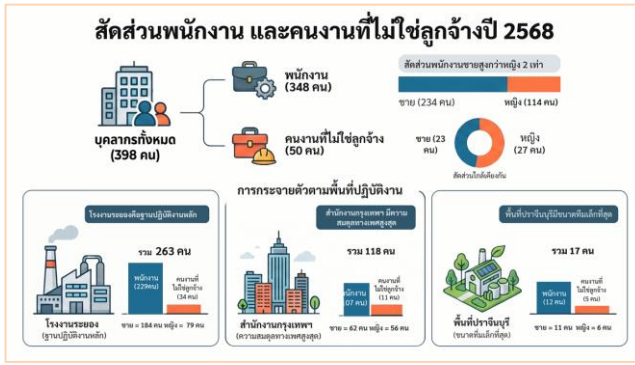 สัดส่วนพนักงาน และคนงานที่ไม่ใช่ลูกจ้างปี 2568
บุคลากรทั้งหมด
(398 คน)
พนักงาน
(348 คน)
คนงานที่ไม่ใช่ลูกจ้าง
(50 คน)
สัดส่วนพนักงานชายสูงกว่าหญิง 2 เท่า
ชาย (234 คน)
หญิง (114 คน)
ชาย (23
คน)
หญิง
(27 คน)
สัดส่วนใกล้เคียงกัน
การกระจายตัวตามพื้นที่ปฏิบัติงาน
โรงงานระยองคือฐานปฏิบัติงานหลัก
รวม 263 คน
พนักงาน
(229คน)
คนงานที่
ไม่ใช่ลูกจ้าง
(34 คน)
โรงงานระยอง
(ฐานปฏิบัติงานหลัก)
ชาย = 184 คน หญิง = 79 คน
สำนักงานกรุงเทพฯ มีความ
สมดุลทางเพศสูงสุด
รวม 118 คน
พนักงาน
(107 คน)
คนงานที่
ไม่ใช่ลูกจ้าง
(11 คน)
สำนักงานกรุงเทพฯ
(ความสมดุลทางเพศสูงสุด)
ชาย = 62 คน หญิง = 56 คน
พื้นที่ปราจีนบุรีมีขนาดทีมเล็กที่สุด
รวม 17 คน
พนักงาน
(12 คน)
คนงานที่
ไม่ใช่ลูกจ้าง
(5 คน)
พื้นที่ปราจีนบุรี
(ขนาดทีมเล็กที่สุด)
ชาย = 11 คน หญิง = 6 คน